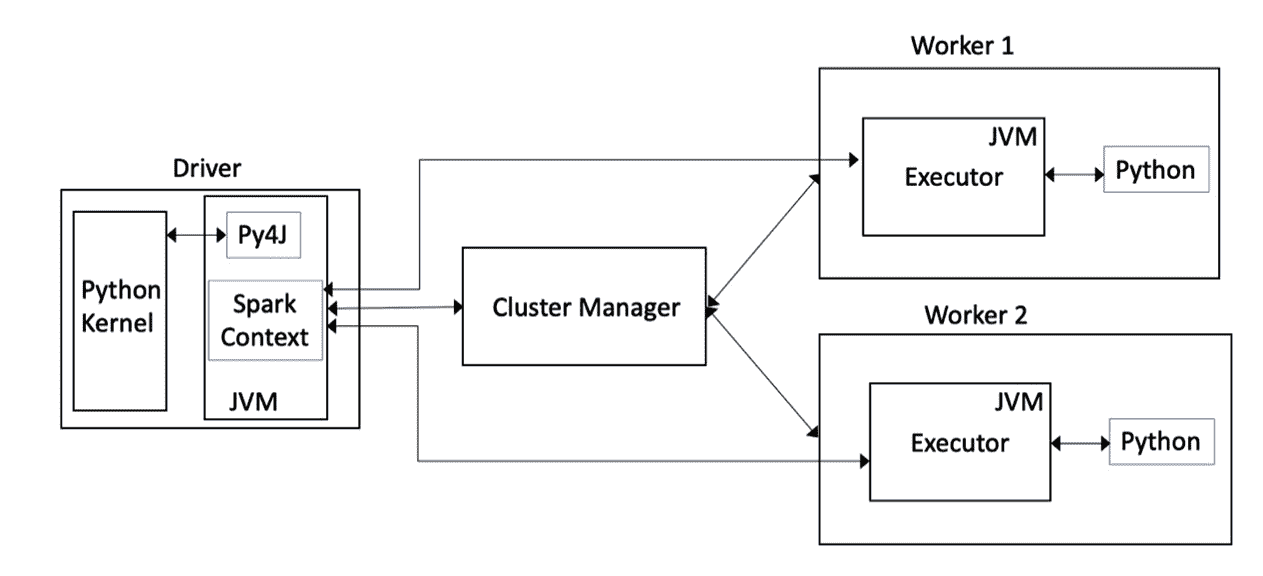 Driver
Python
Kernel
Py4J
Spark
Context
JVM
Cluster Manager
Worker 1
JVM
Executor
Python
Worker 2
JVM
Executor
Python